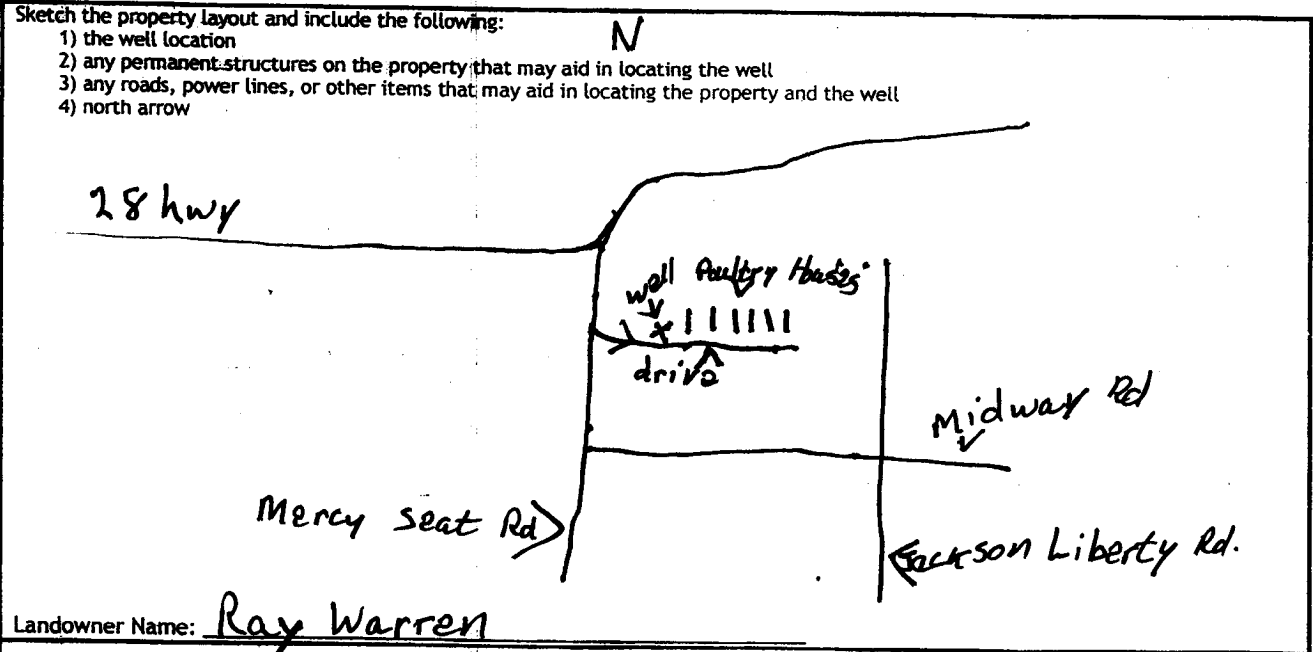 Sketch the property layout and include the following:
1) the well location
2) any permanent structures on the property that may aid in locating the well
3) any roads, power lines, or other items that may aid in locating the property and the well
4) north arrow
N
28 hwy
well Poultry Houses
drive
Midway Rd
Mercy Seat Rd
Jackson Liberty Rd.
Landowner Name: Ray Warren